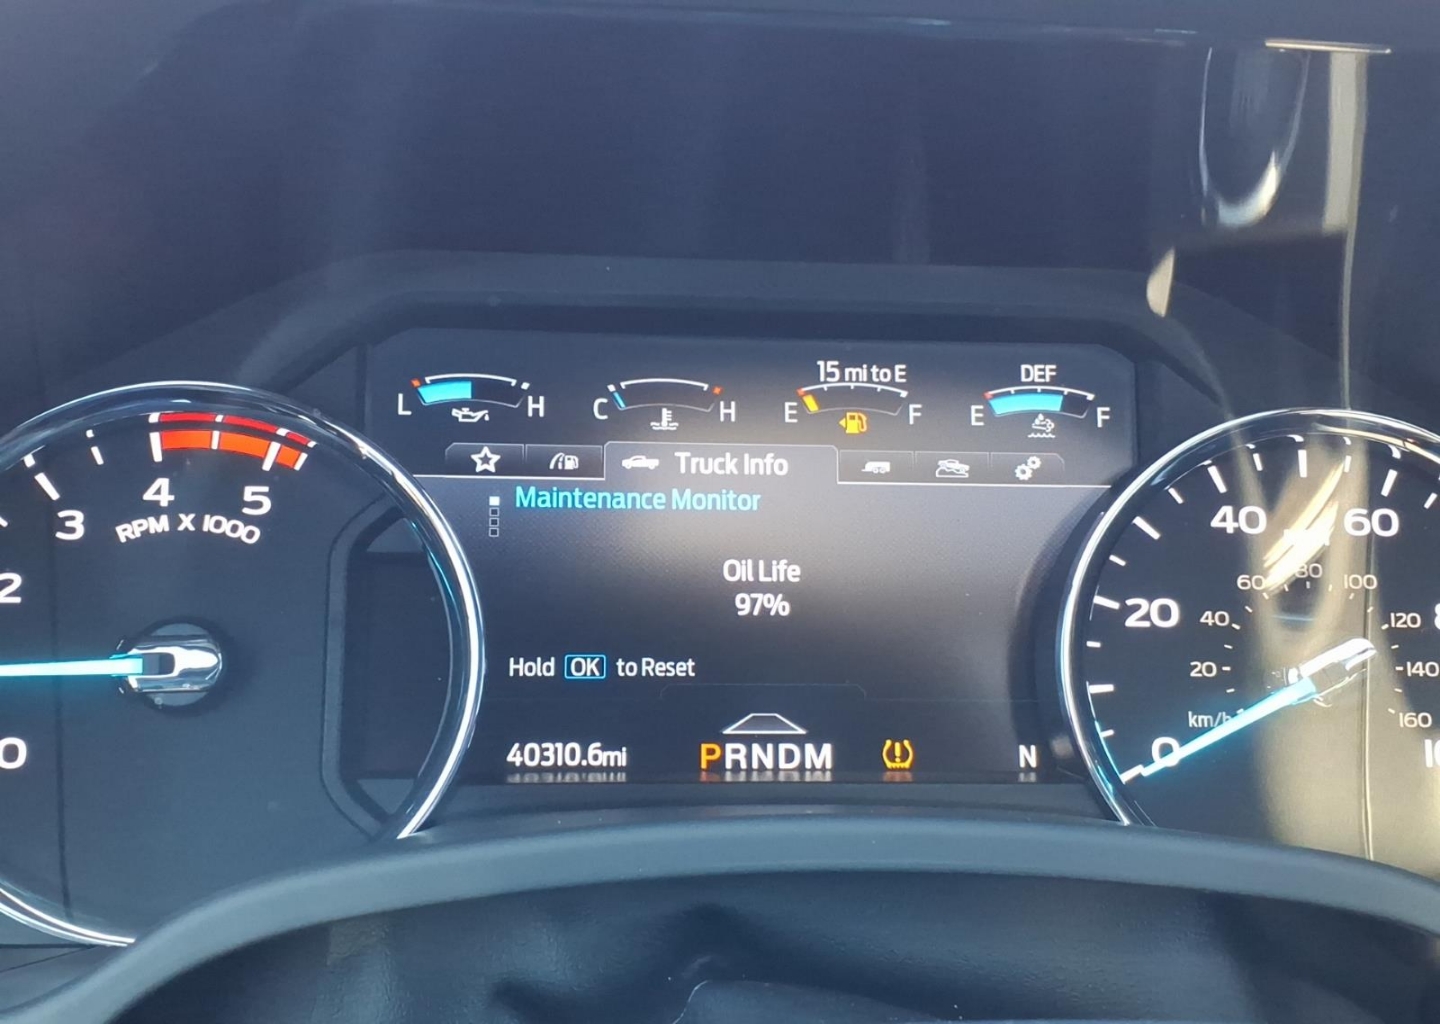 15 mi to E
DEF
L H
C H
E F
E F
Truck Info
Maintenance Monitor
Oil Life
97%
Hold OK to Reset
40310.6mi
PRNDM
N
0
2
3
4
5
RPM X 1000
0
20
40
60
km/h
20
40
60
80
100
120
140
160